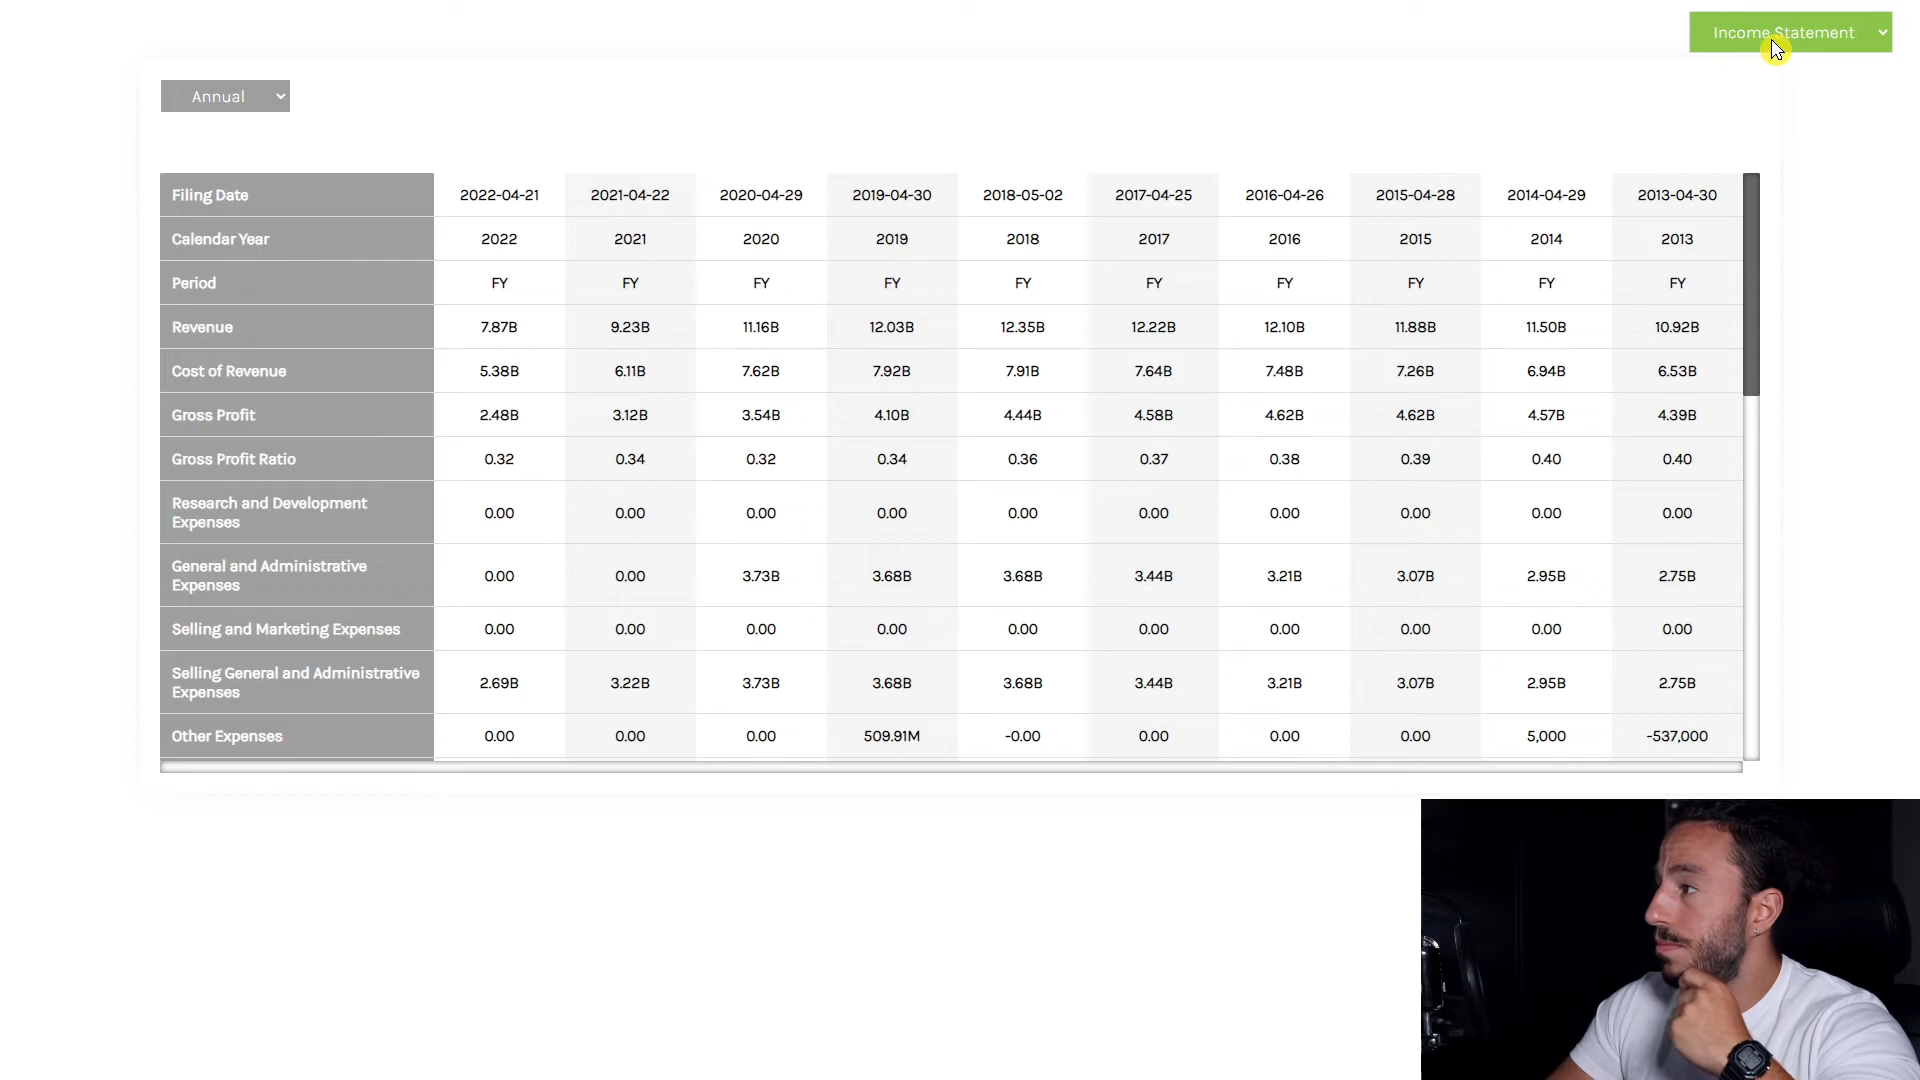 Income Statement
Annual
Filing Date 2022-04-21 2021-04-22 2020-04-29 2019-04-30 2018-05-02 2017-04-25 2016-04-26 2015-04-28 2014-04-29 2013-04-30
Calendar Year 2022 2021 2020 2019 2018 2017 2016 2015 2014 2013
Period FY FY FY FY FY FY FY FY FY FY
Revenue 7.87B 9.23B 11.16B 12.03B 12.35B 12.22B 12.10B 11.88B 11.50B 10.92B
Cost of Revenue 5.38B 6.11B 7.62B 7.92B 7.91B 7.64B 7.48B 7.26B 6.94B 6.53B
Gross Profit 2.48B 3.12B 3.54B 4.10B 4.44B 4.58B 4.62B 4.62B 4.57B 4.39B
Gross Profit Ratio 0.32 0.34 0.32 0.34 0.36 0.37 0.38 0.39 0.40 0.40
Research and Development
Expenses 0.00 0.00 0.00 0.00 0.00 0.00 0.00 0.00 0.00 0.00
General and Administrative
Expenses 0.00 0.00 3.73B 3.68B 3.68B 3.44B 3.21B 3.07B 2.95B 2.75B
Selling and Marketing Expenses 0.00 0.00 0.00 0.00 0.00 0.00 0.00 0.00 0.00 0.00
Selling General and Administrative
Expenses 2.69B 3.22B 3.73B 3.68B 3.68B 3.44B 3.21B 3.07B 2.95B 2.75B
Other Expenses 0.00 0.00 0.00 509.91M -0.00 0.00 0.00 0.00 5,000 -537,000